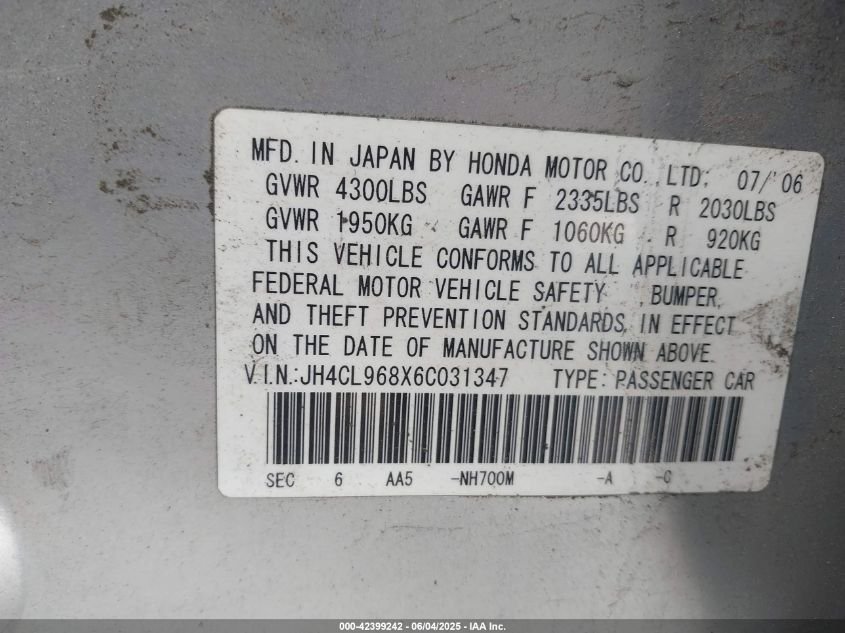 MFD. IN JAPAN BY HONDA MOTOR CO., LTD; 07/'06
GVWR 4300LBS GAWR F 2335LBS R 2030LBS
GVWR 1950KG GAWR F 1060KG R 920KG
THIS VEHICLE CONFORMS TO ALL APPLICABLE
FEDERAL MOTOR VEHICLE SAFETY , BUMPER,
AND THEFT PREVENTION STANDARDS, IN EFFECT
ON THE DATE OF MANUFACTURE SHOWN ABOVE.
V.I.N.:JH4CL968X6C031347 TYPE: PASSENGER CAR
SEC 6 AA5 -NH700M -A -C
000-42399242 - 06/04/2025 - IAA Inc.